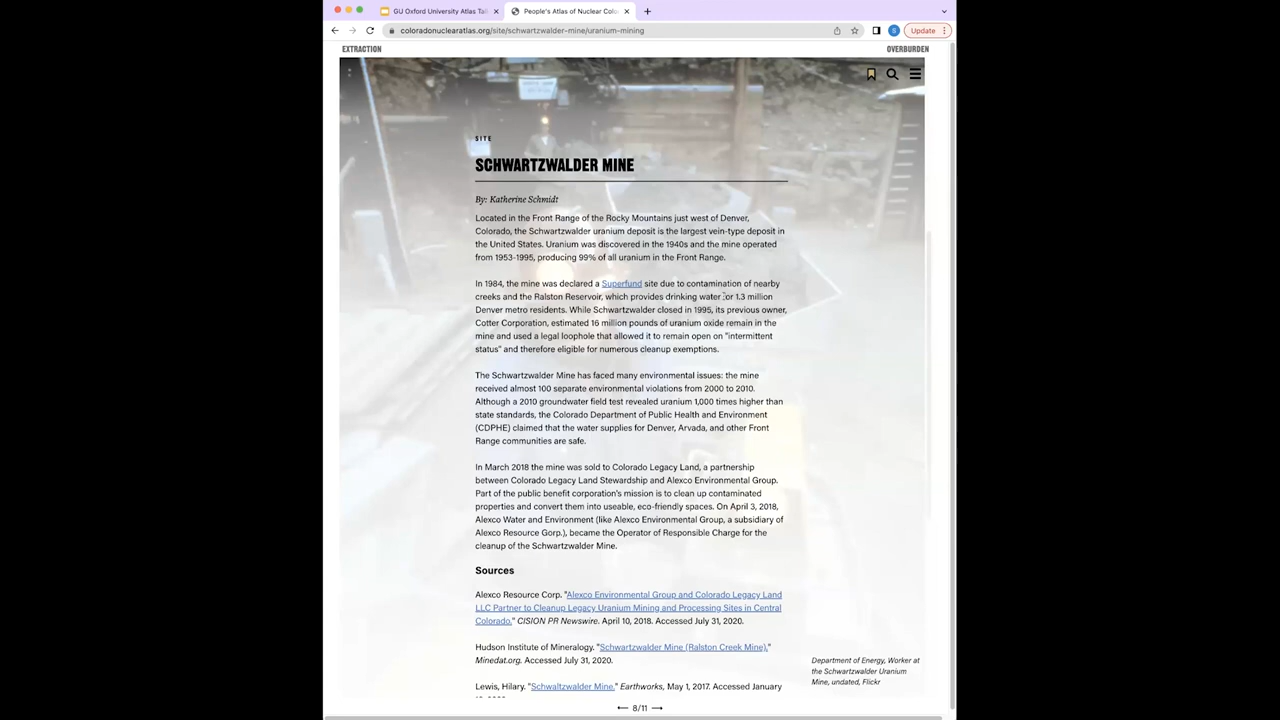 GU Oxford University Atlas Tal
People's Atlas of Nuclear Colo
coloradonuclearatlas.org/site/schwartzwalder-mine/uranium-mining
S
Update
EXTRACTION
OVERBURDEN
SITE
SCHWARTZWALDER MINE
By: Katherine Schmidt
Located in the Front Range of the Rocky Mountains just west of Denver,
Colorado, the Schwartzwalder uranium deposit is the largest vein-type deposit in
the United States. Uranium was discovered in the 1940s and the mine operated
from 1953-1995, producing 99% of all uranium in the Front Range.
In 1984, the mine was declared a Superfund site due to contamination of nearby
creeks and the Ralston Reservoir, which provides drinking water for 1.3 million
Denver metro residents. While Schwartzwalder closed in 1995, its previous owner,
Cotter Corporation, estimated 16 million pounds of uranium oxide remain in the
mine and used a legal loophole that allowed it to remain open on "intermittent
status" and therefore eligible for numerous cleanup exemptions.
The Schwartzwalder Mine has faced many environmental issues: the mine
received almost 100 separate environmental violations from 2000 to 2010.
Although a 2010 groundwater field test revealed uranium 1,000 times higher than
state standards, the Colorado Department of Public Health and Environment
(CDPHE) claimed that the water supplies for Denver, Arvada, and other Front
Range communities are safe.
In March 2018 the mine was sold to Colorado Legacy Land, a partnership
between Colorado Legacy Land Stewardship and Alexco Environmental Group.
Part of the public benefit corporation's mission is to clean up contaminated
properties and convert them into useable, eco-friendly spaces. On April 3, 2018,
Alexco Water and Environment (like Alexco Environmental Group, a subsidiary of
Alexco Resource Gorp.), became the Operator of Responsible Charge for the
cleanup of the Schwartzwalder Mine.
Sources
Alexco Resource Corp. "Alexco Environmental Group and Colorado Legacy Land
LLC Partner to Cleanup Legacy Uranium Mining and Processing Sites in Central
Colorado." CISION PR Newswire. April 10, 2018. Accessed July 31, 2020.
Hudson Institute of Mineralogy. "Schwartzwalder Mine (Ralston Creek Mine)."
Minedat.org. Accessed July 31, 2020.
Lewis, Hilary. "Schwaltzwalder Mine." Earthworks, May 1, 2017. Accessed January
Department of Energy, Worker at
the Schwartzwalder Uranium
Mine, undated, Flickr
8/11